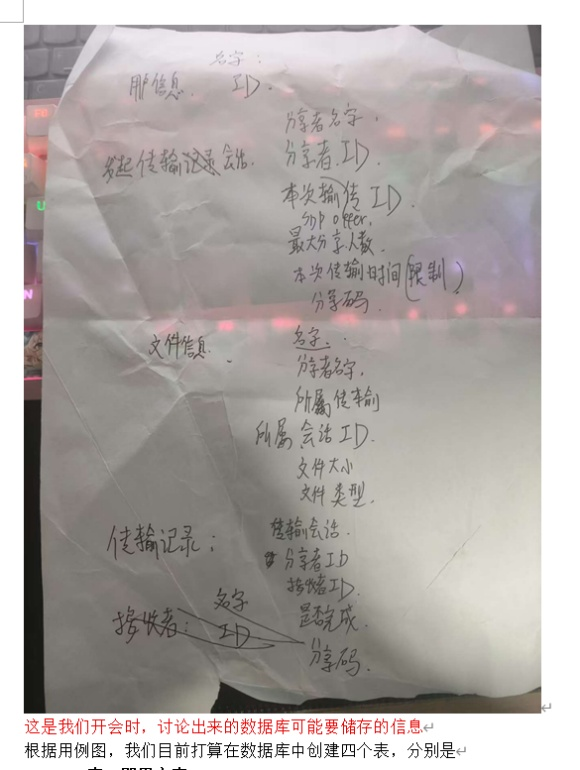 名字：
用户信息. ID.
分享者名字.
发起传输会话. 分享者ID.
本次传输ID.
sdp offer.
最大分享人数.
本次传输时间(限制)
分享码.
文件信息. 名字.
分享者名字.
所属传输
所属会话ID.
文件大小
文件类型.
传输会话.
传输记录： 分享者ID
接收者ID.
名字 是否完成.
接收者： ID
分享码.
这是我们开会时，讨论出来的数据库可能要储存的信息
根据用例图，我们目前打算在数据库中创建四个表，分别是